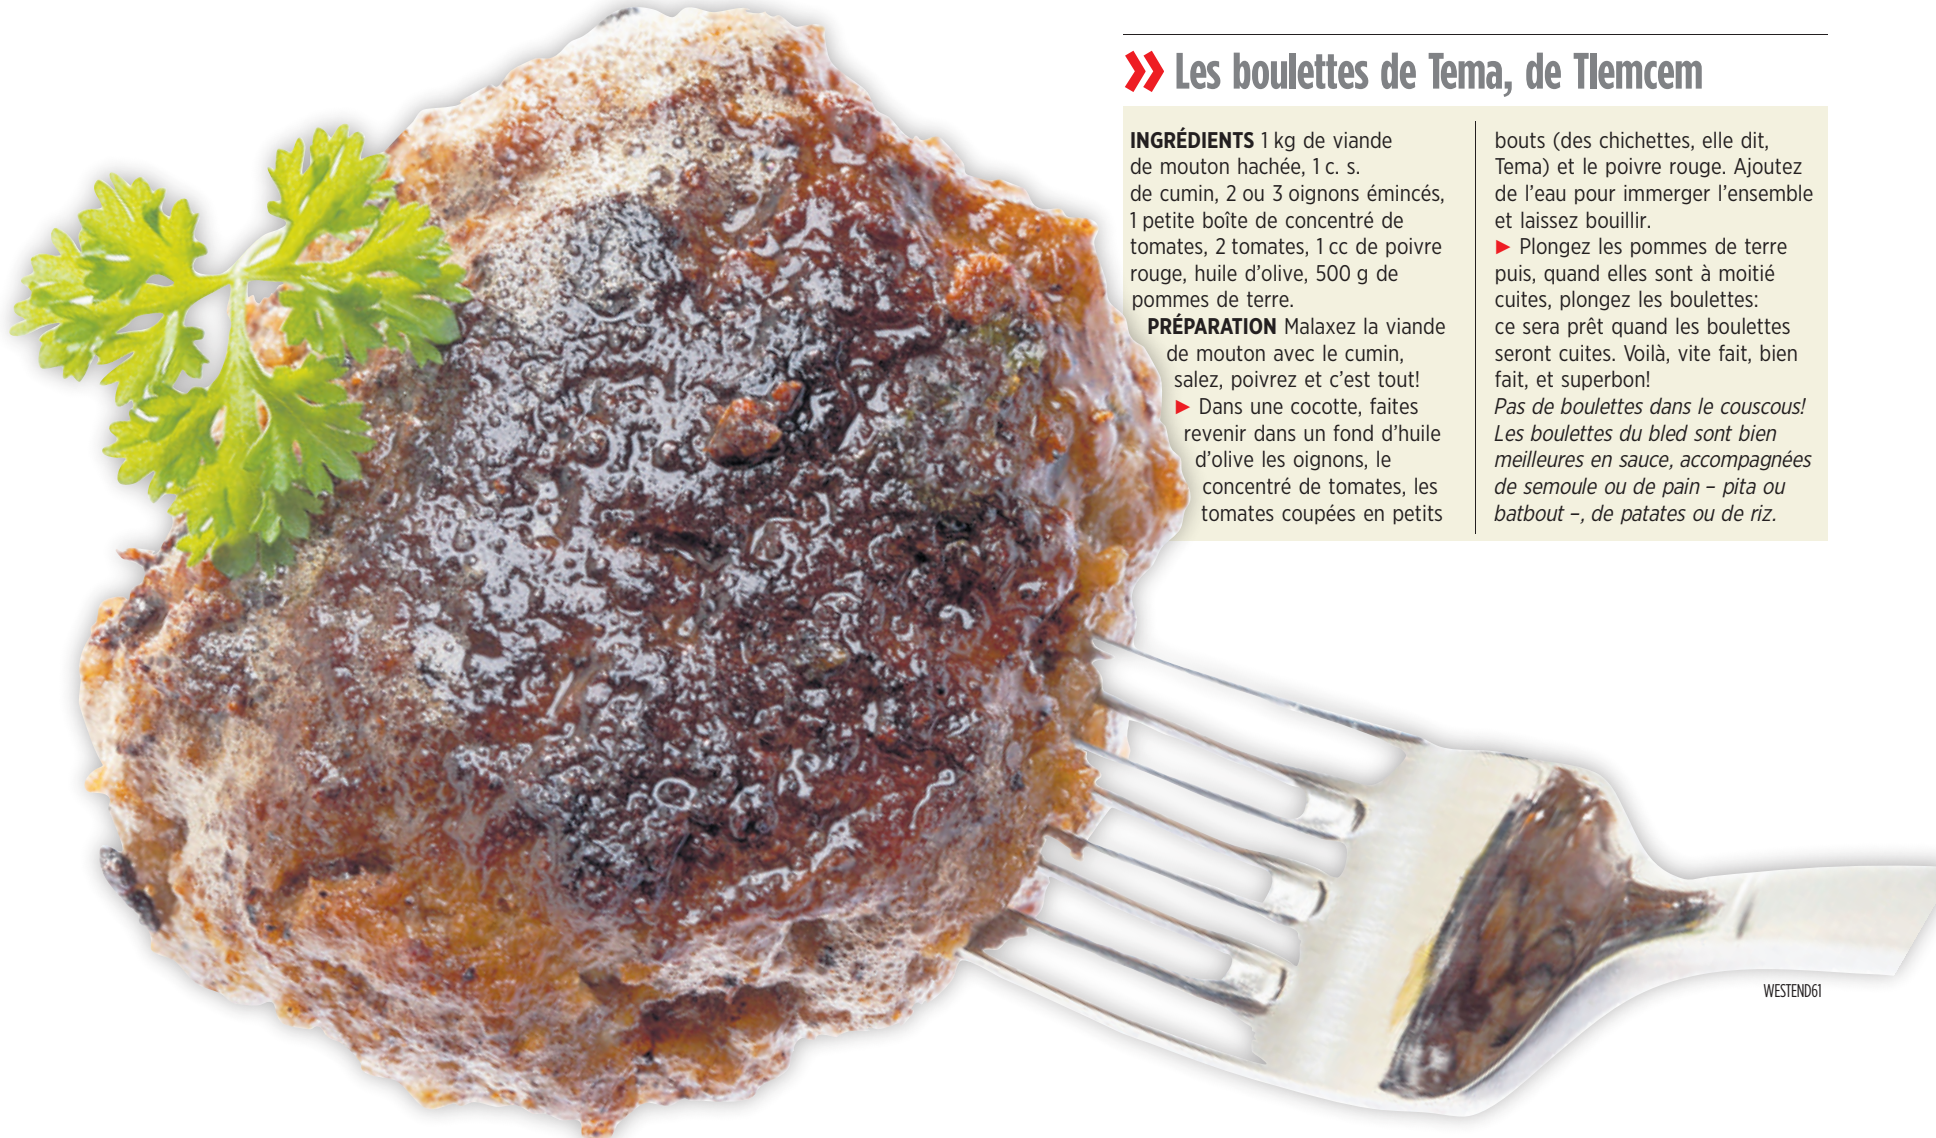 Les boulettes de Tema, de Tlemcem
INGRÉDIENTS 1 kg de viande
de mouton hachée, 1 c. s.
de cumin, 2 ou 3 oignons émincés,
1 petite boîte de concentré de
tomates, 2 tomates, 1 cc de poivre
rouge, huile d'olive, 500 g de
pommes de terre.
PRÉPARATION Malaxez la viande
de mouton avec le cumin,
salez, poivrez et c'est tout!
► Dans une cocotte, faites
revenir dans un fond d'huile
d'olive les oignons, le
concentré de tomates, les
tomates coupées en petits
bouts (des chichettes, elle dit,
Tema) et le poivre rouge. Ajoutez
de l'eau pour immerger l'ensemble
et laissez bouillir.
► Plongez les pommes de terre
puis, quand elles sont à moitié
cuites, plongez les boulettes:
ce sera prêt quand les boulettes
seront cuites. Voilà, vite fait, bien
fait, et superbon!
Pas de boulettes dans le couscous!
Les boulettes du bled sont bien
meilleures en sauce, accompagnées
de semoule ou de pain – pita ou
batbout –, de patates ou de riz.
WESTEND61